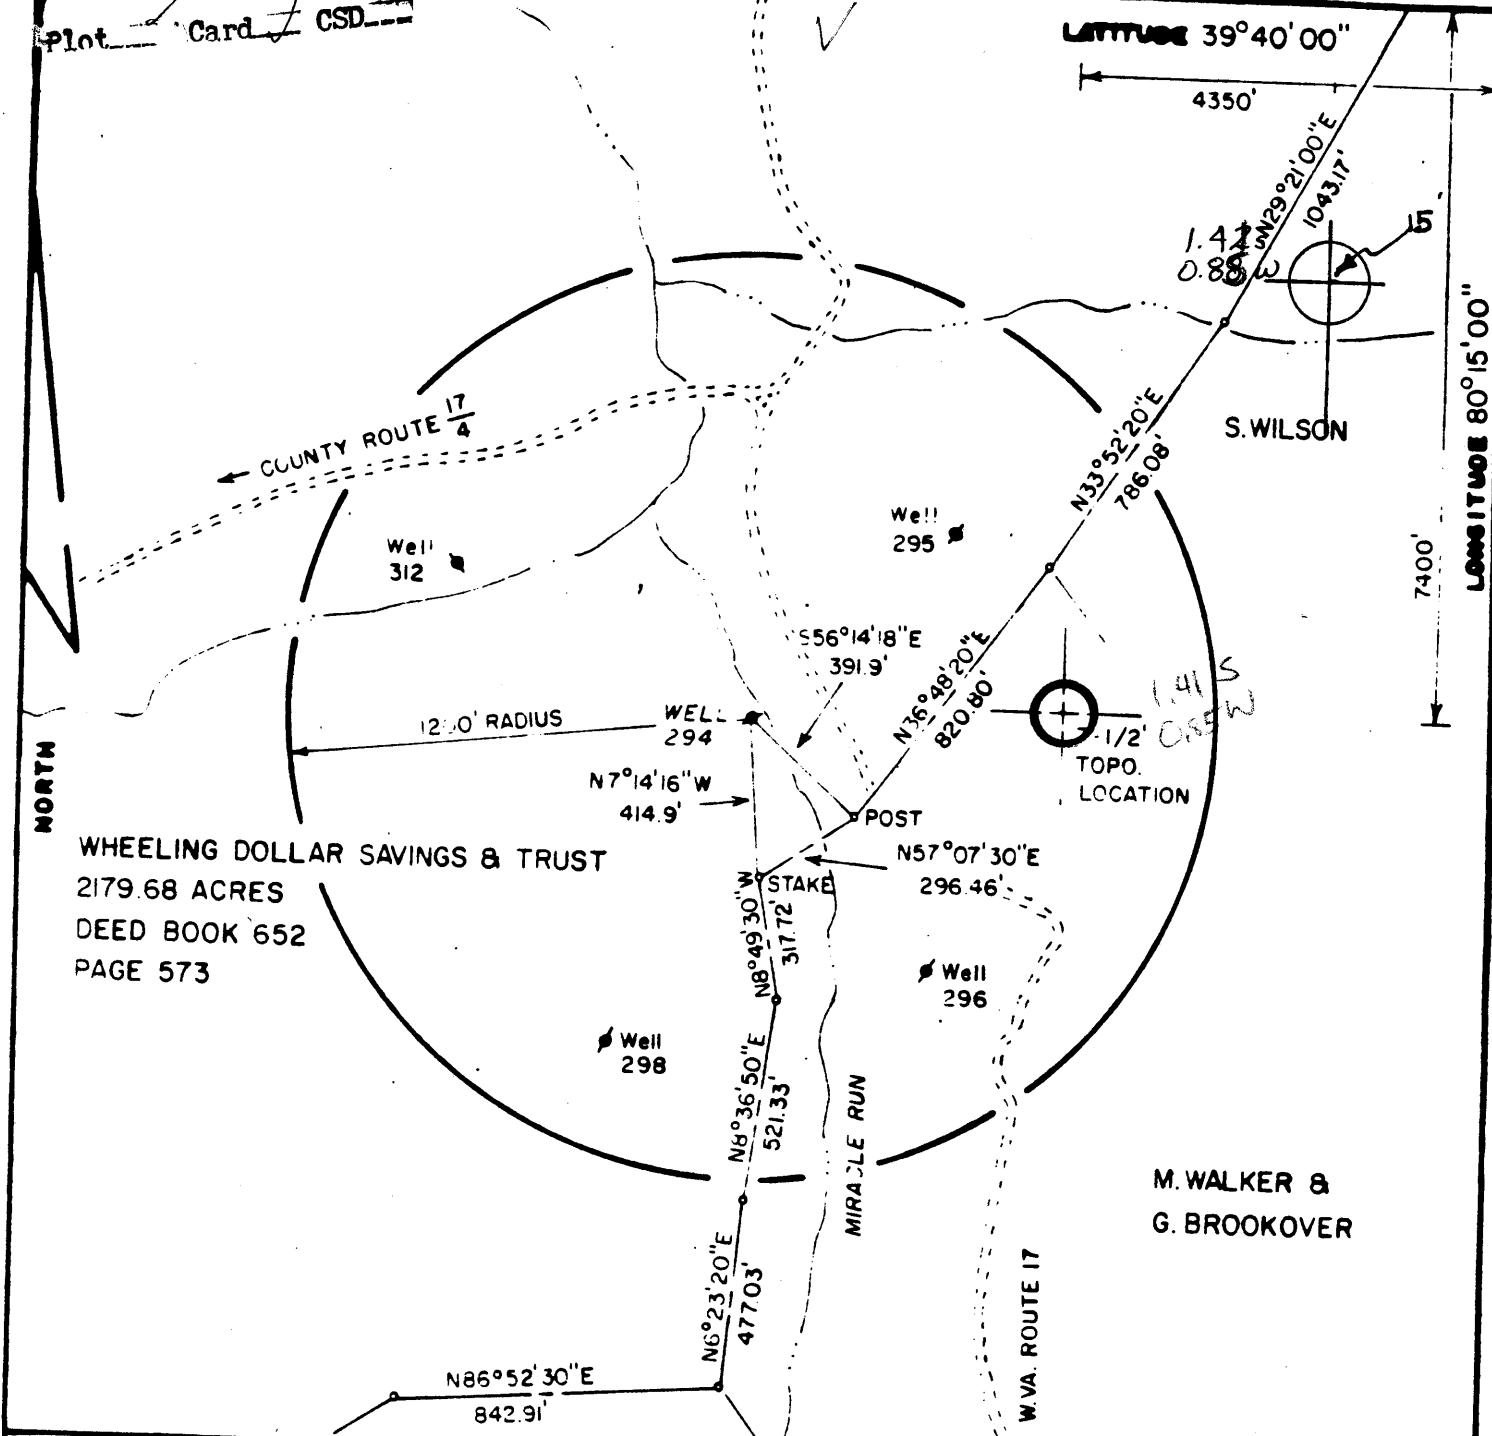 Plot Card CSD
LATITUDE 39°40'00"
4350'
N29°21'00"E
1043.17'
15'
0.88 W
LONGITUDE 80°15'00"
7400'
S. WILSON
COUNTY ROUTE 17/4
N33°52'20"E
786.08'
Well
312
Well
295
S56°14'18"E
391.9'
N36°48'20"E
820.80'
1.41 S
RADIUS
WELL
294
7-1/2'
TOPO.
LOCATION
NORTH
N7°14'16"W
414.9'
POST
WHEELING DOLLAR SAVINGS & TRUST
2179.68 ACRES
DEED BOOK 652
PAGE 573
N57°07'30"E
296.46'
STAKE
N8°49'30"W
317.72'
Well
296
Well
298
N8°36'50"E
521.33'
MIRACLE RUN
M. WALKER &
G. BROOKOVER
N6°23'20"E
477.03'
W. VA. ROUTE 17
N86°52'30"E
842.91'